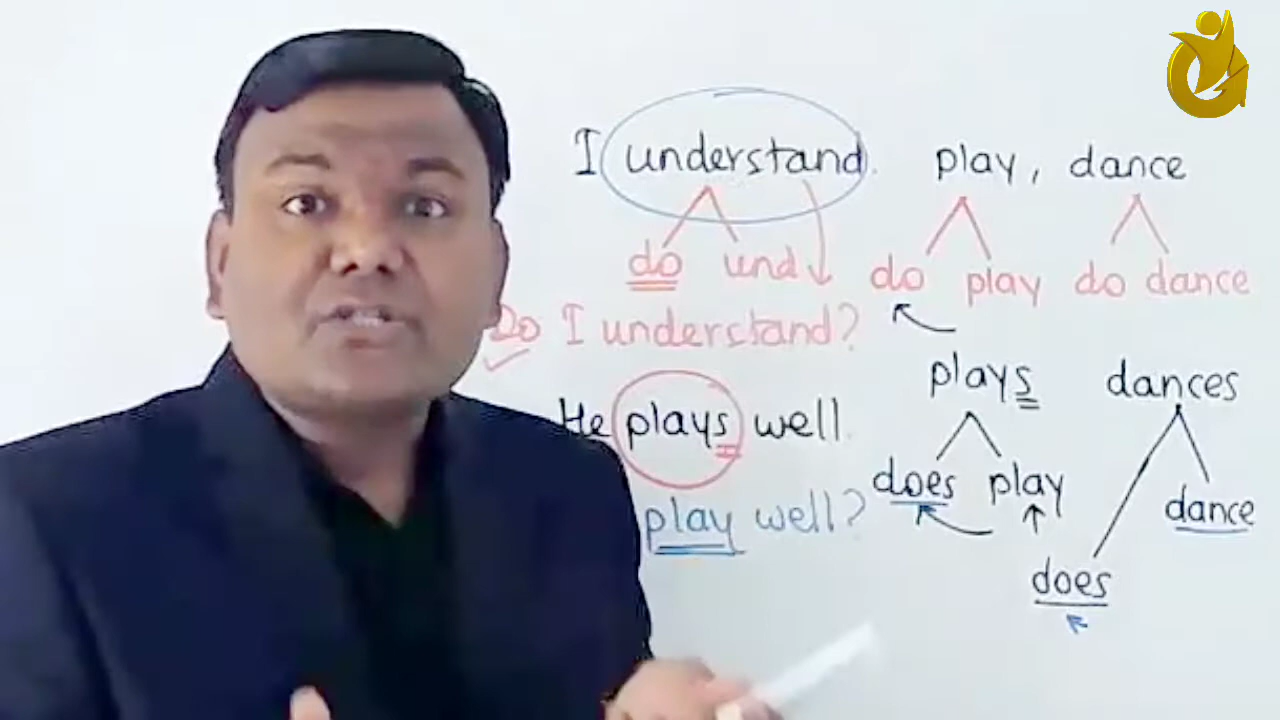 I understand. play, dance
do und do play do dance
Do I understand?
plays dances
He plays well.
does play
play well? dance
does